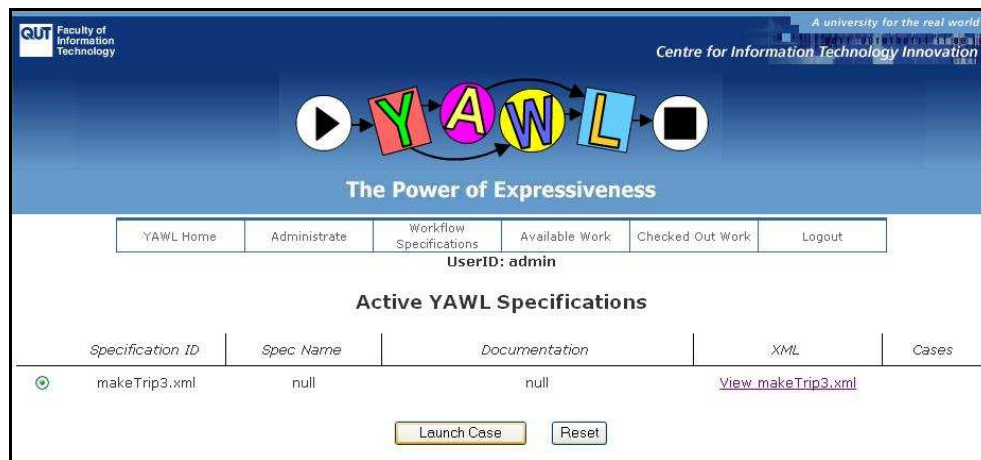 QUT Faculty of
Information
Technology
A university for the real world
Centre for Information Technology Innovation
YAWL
The Power of Expressiveness
YAWL Home Administrate Workflow Specifications Available Work Checked Out Work Logout
UserID: admin
Active YAWL Specifications
Specification ID Spec Name Documentation XML Cases
makeTrip3.xml null null View makeTrip3.xml
Launch Case Reset